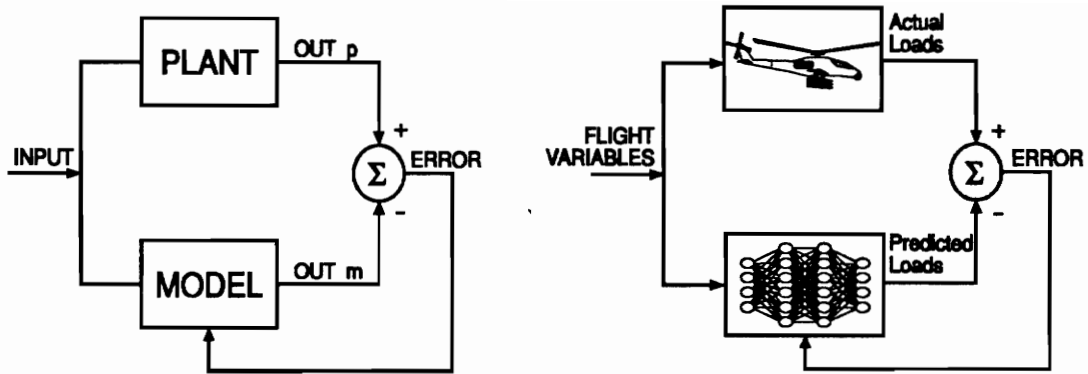 PLANT
OUT p
+
INPUT
Σ
ERROR
-
MODEL
OUT m
Actual
Loads
FLIGHT
VARIABLES
+
Σ
ERROR
-
Predicted
Loads